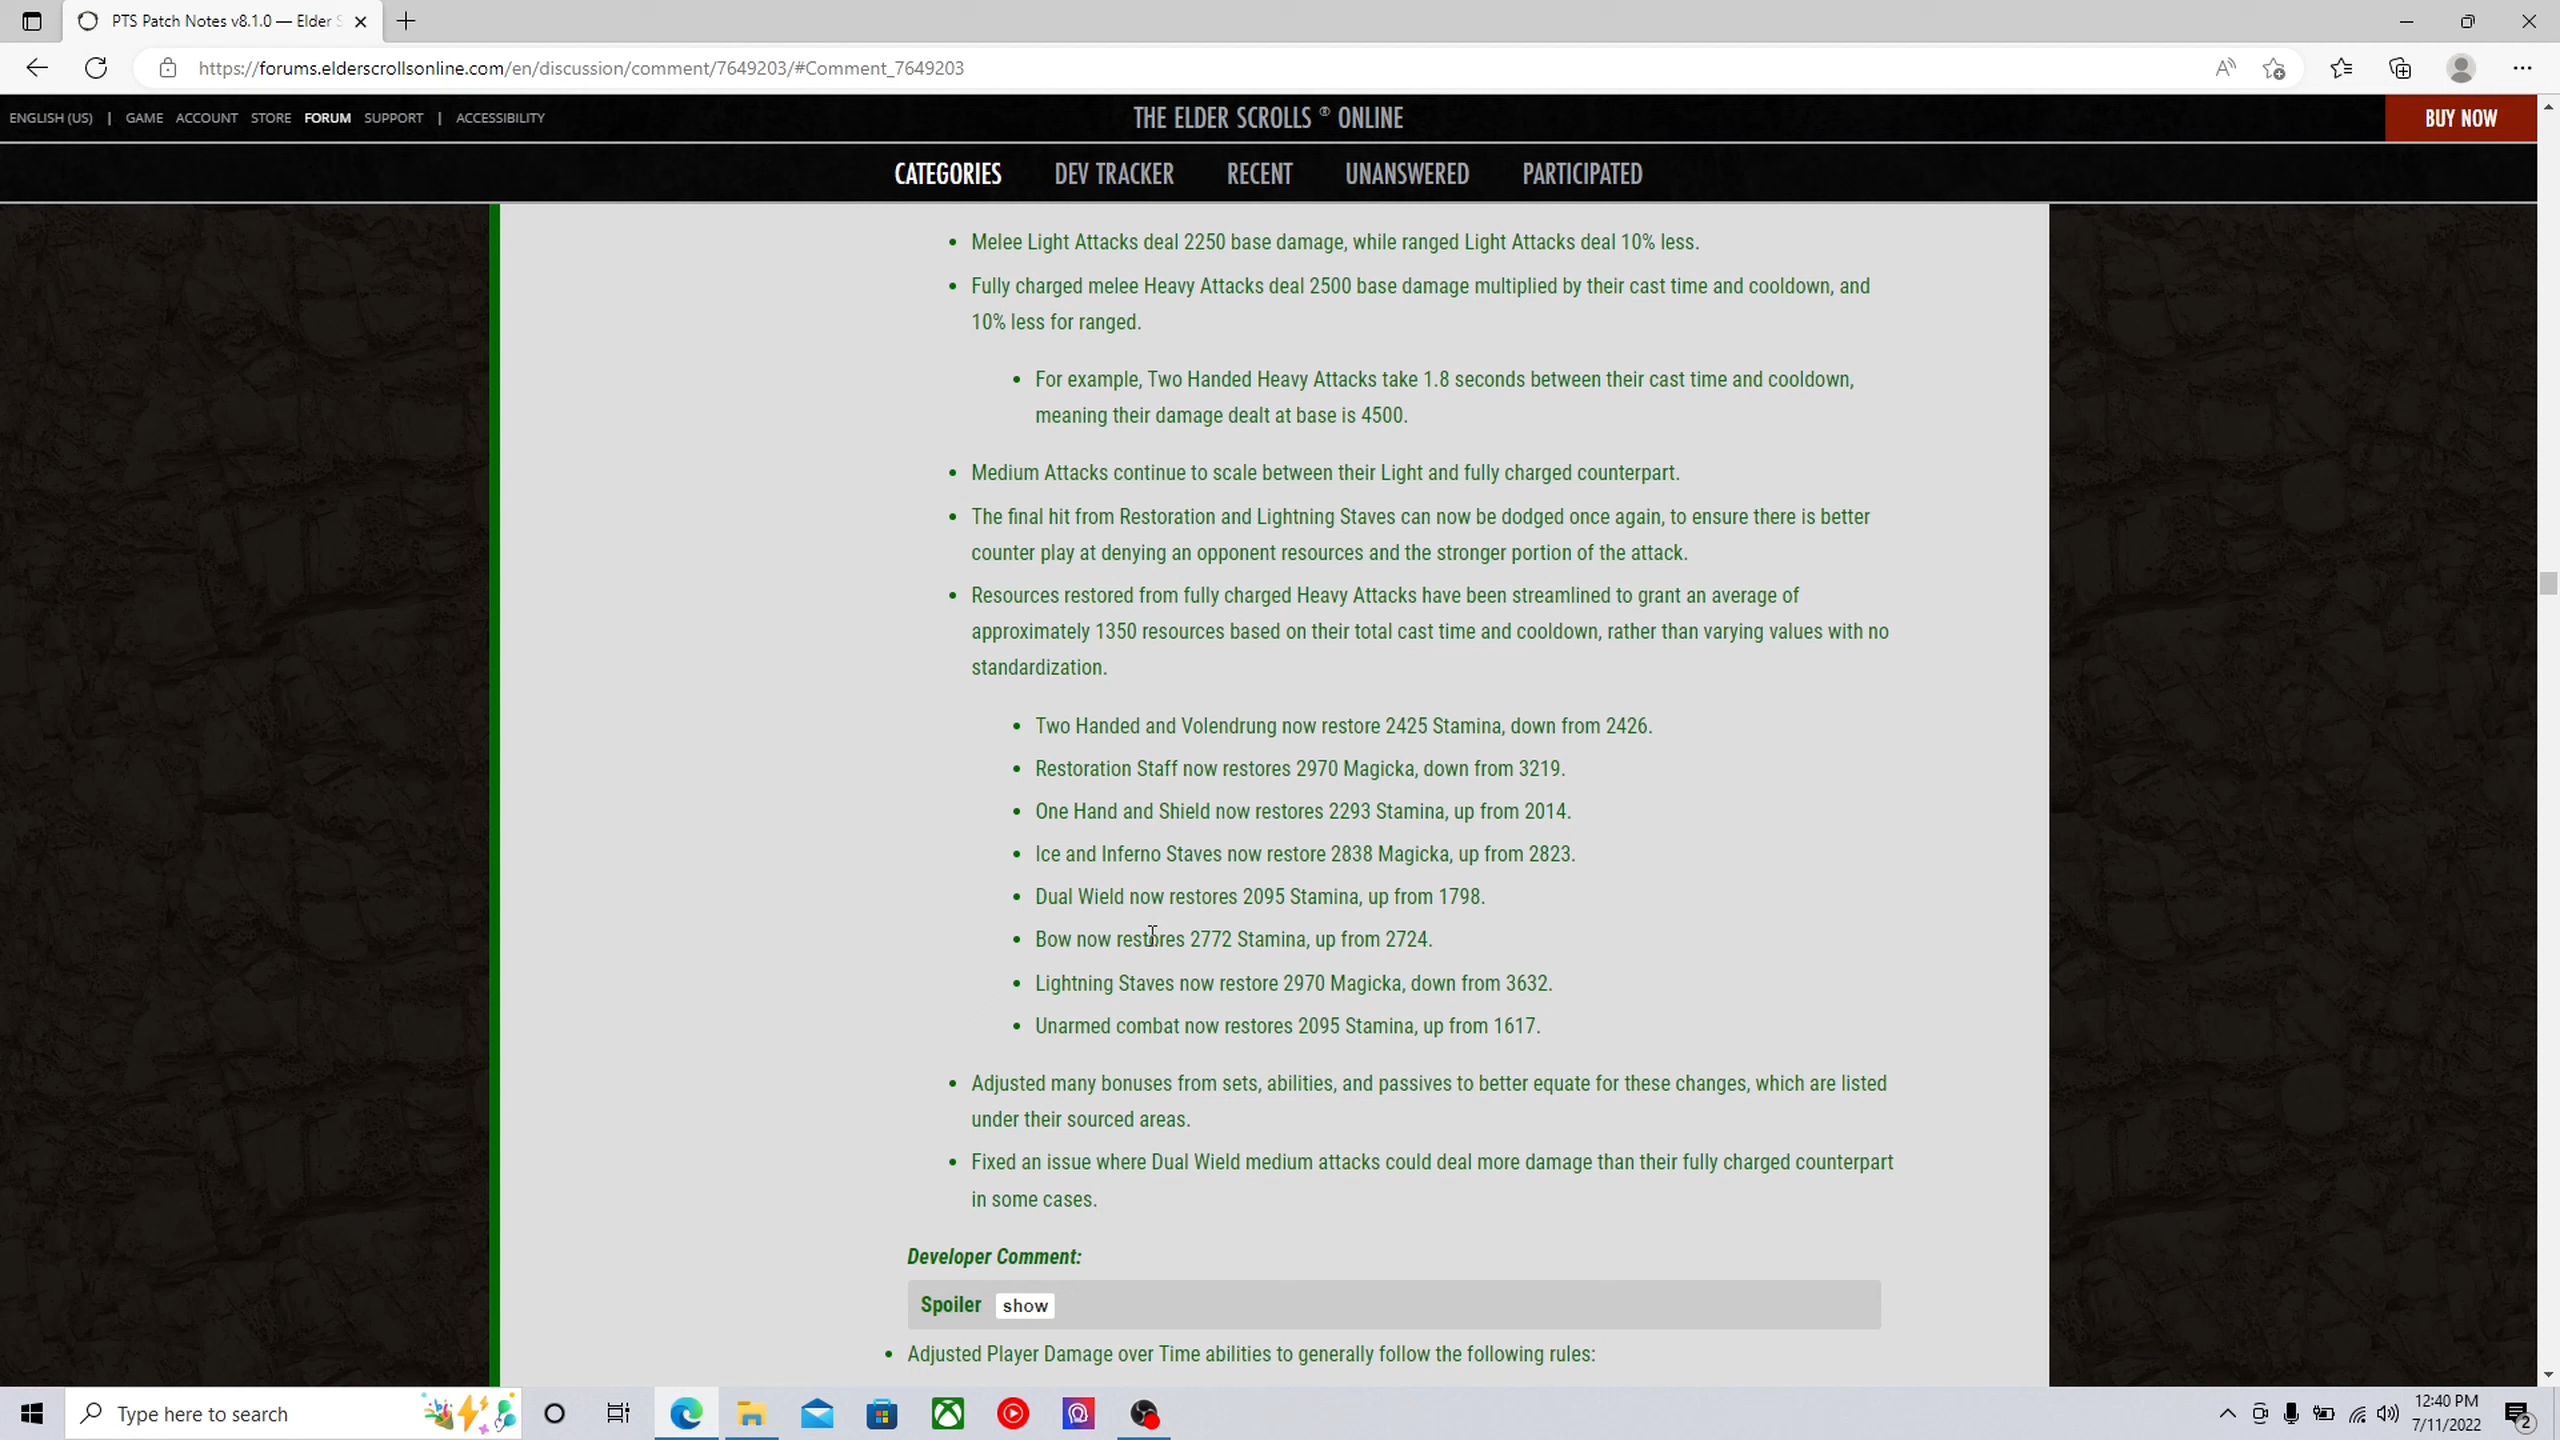 PTS Patch Notes v8.1.0 — Elder S
https://forums.elderscrollsonline.com/en/discussion/comment/7649203/#Comment_7649203
ENGLISH (US) | GAME ACCOUNT STORE FORUM SUPPORT | ACCESSIBILITY
THE ELDER SCROLLS ® ONLINE
BUY NOW
CATEGORIES DEV TRACKER RECENT UNANSWERED PARTICIPATED
• Melee Light Attacks deal 2250 base damage, while ranged Light Attacks deal 10% less.
• Fully charged melee Heavy Attacks deal 2500 base damage multiplied by their cast time and cooldown, and
10% less for ranged.
• For example, Two Handed Heavy Attacks take 1.8 seconds between their cast time and cooldown,
meaning their damage dealt at base is 4500.
• Medium Attacks continue to scale between their Light and fully charged counterpart.
• The final hit from Restoration and Lightning Staves can now be dodged once again, to ensure there is better
counter play at denying an opponent resources and the stronger portion of the attack.
• Resources restored from fully charged Heavy Attacks have been streamlined to grant an average of
approximately 1350 resources based on their total cast time and cooldown, rather than varying values with no
standardization.
• Two Handed and Volendrung now restore 2425 Stamina, down from 2426.
• Restoration Staff now restores 2970 Magicka, down from 3219.
• One Hand and Shield now restores 2293 Stamina, up from 2014.
• Ice and Inferno Staves now restore 2838 Magicka, up from 2823.
• Dual Wield now restores 2095 Stamina, up from 1798.
• Bow now restores 2772 Stamina, up from 2724.
• Lightning Staves now restore 2970 Magicka, down from 3632.
• Unarmed combat now restores 2095 Stamina, up from 1617.
• Adjusted many bonuses from sets, abilities, and passives to better equate for these changes, which are listed
under their sourced areas.
• Fixed an issue where Dual Wield medium attacks could deal more damage than their fully charged counterpart
in some cases.
Developer Comment:
Spoiler show
• Adjusted Player Damage over Time abilities to generally follow the following rules:
Type here to search
12:40 PM
7/11/2022
2